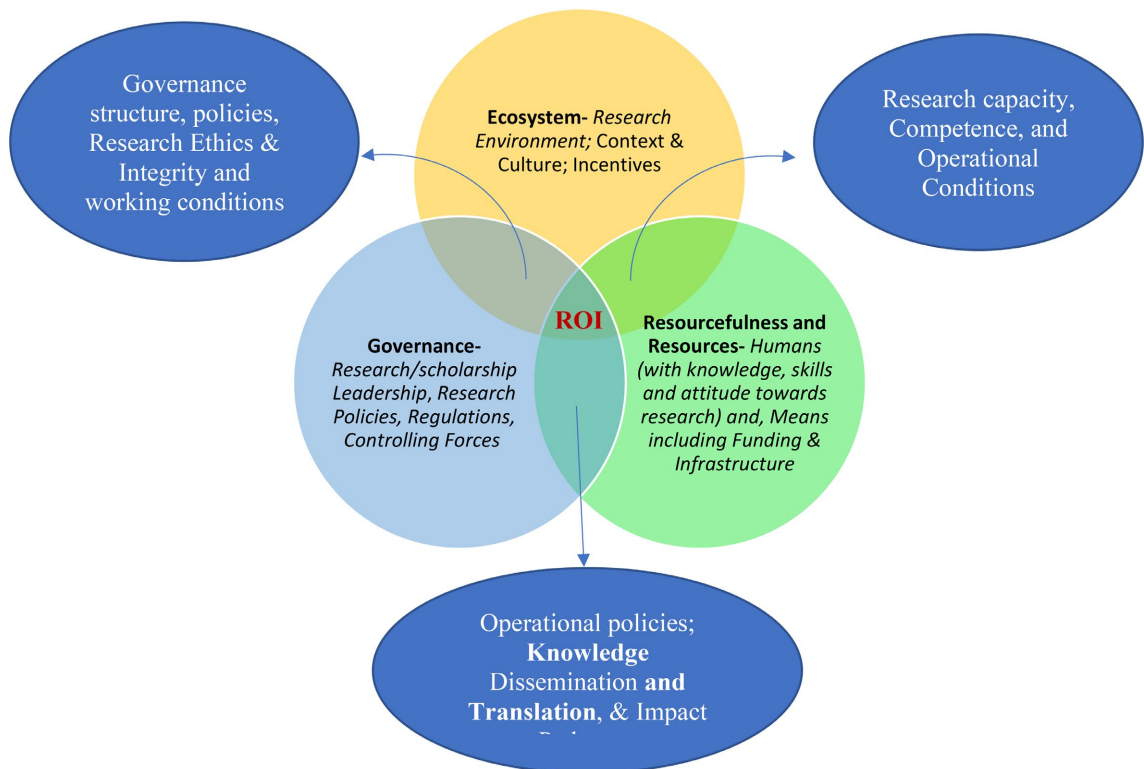 Governance
structure, policies,
Research Ethics &
Integrity and
working conditions
Ecosystem- Research
Environment; Context &
Culture; Incentives
Research capacity,
Competence, and
Operational
Conditions
ROI
Governance-
Research/scholarship
Leadership, Research
Policies, Regulations,
Controlling Forces
Resourcefulness and
Resources- Humans
(with knowledge, skills
and attitude towards
research) and, Means
including Funding &
Infrastructure
Operational policies;
Knowledge
Dissemination and
Translation, & Impact